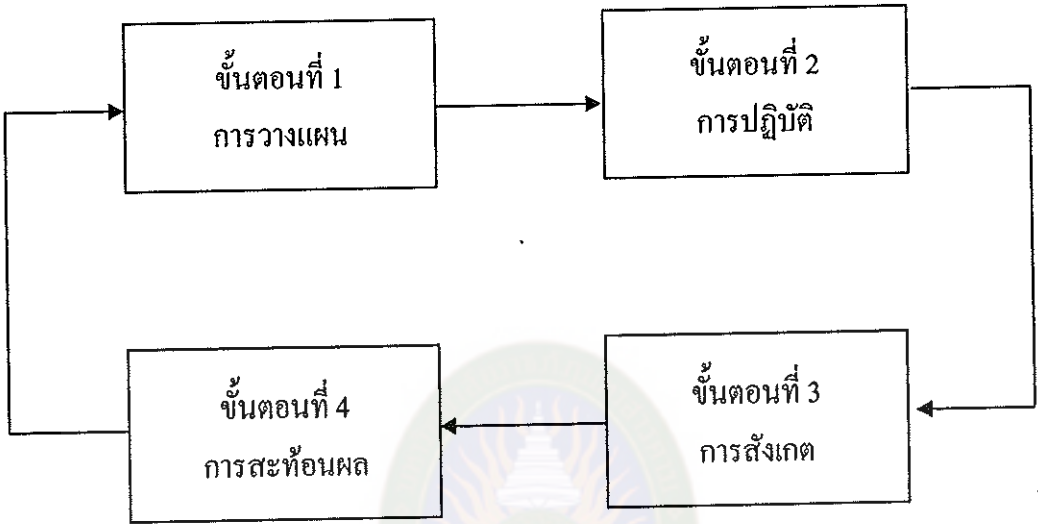 ขั้นตอนที่ 1
การวางแผน
ขั้นตอนที่ 2
การปฏิบัติ
ขั้นตอนที่ 3
การสังเกต
ขั้นตอนที่ 4
การสะท้อนผล